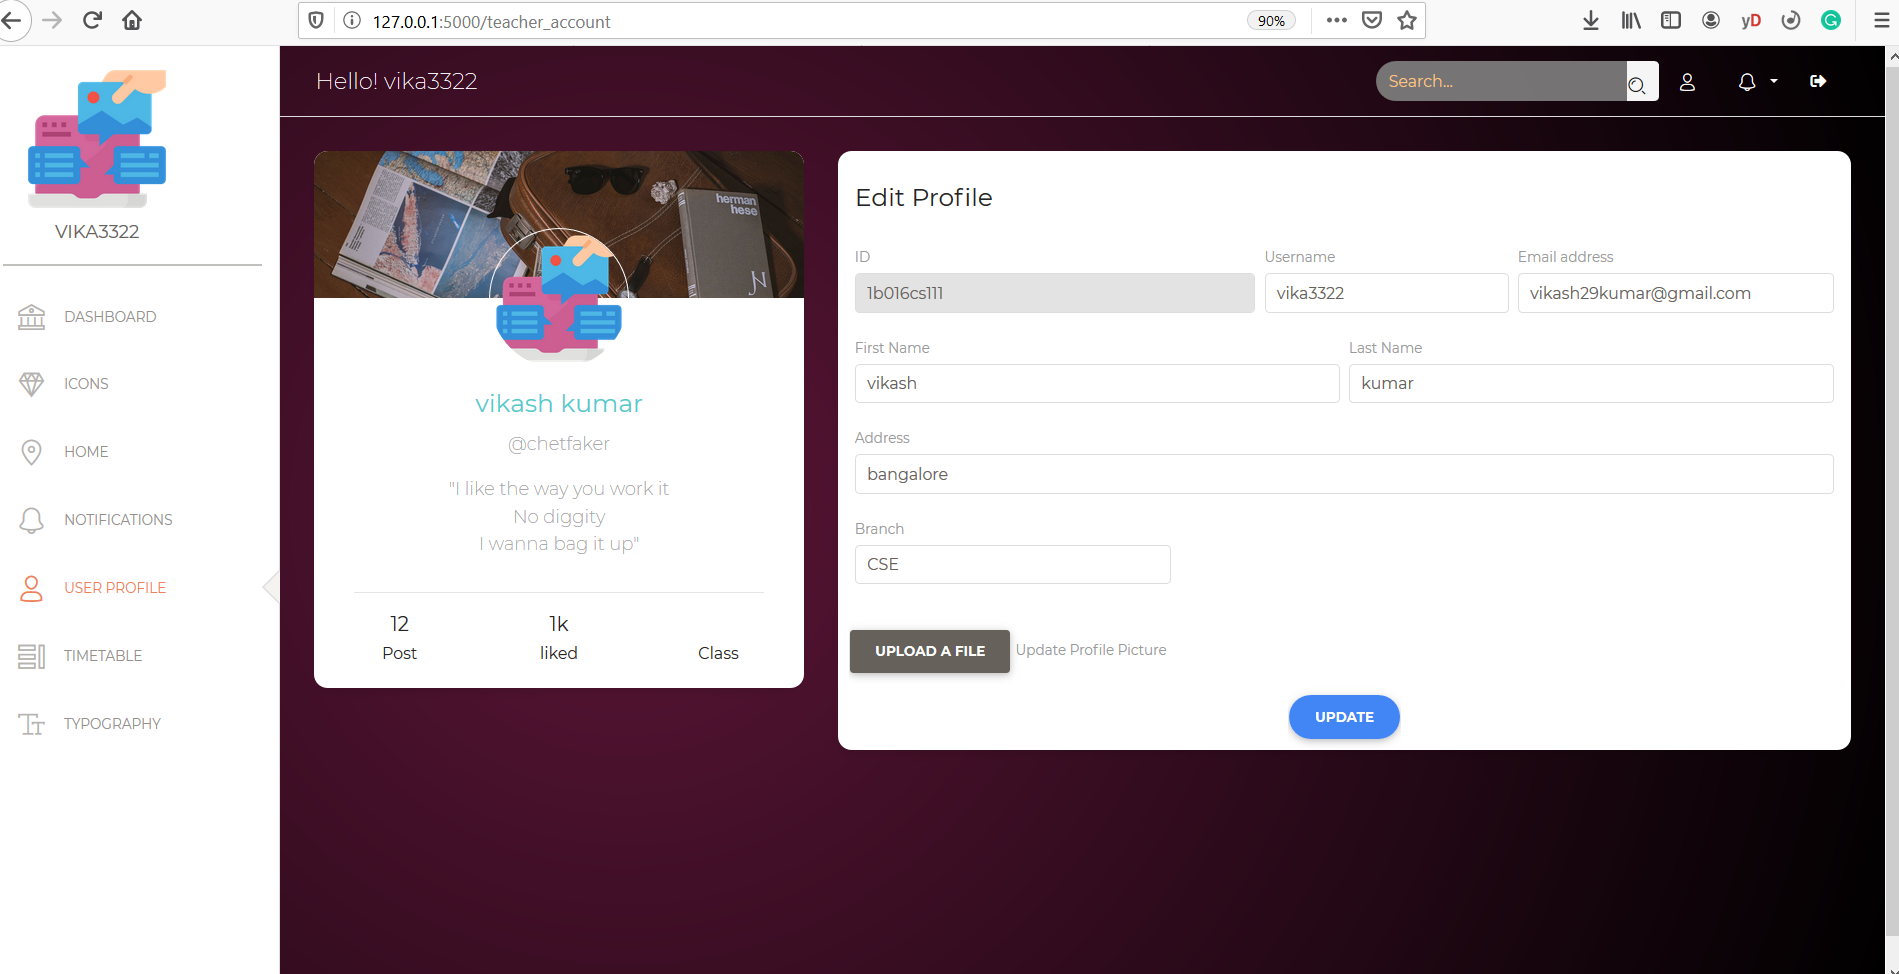 127.0.0.1:5000/teacher_account
90%
yD
VIKA3322
DASHBOARD
ICONS
HOME
NOTIFICATIONS
USER PROFILE
TIMETABLE
TYPOGRAPHY
Hello! vika3322
Search...
herman
hese
vikash kumar
@chetfaker
"I like the way you work it
No diggity
I wanna bag it up"
12
Post
1k
liked
Class
Edit Profile
ID
Username
Email address
1b016cs111
vika3322
vikash29kumar@gmail.com
First Name
Last Name
vikash
kumar
Address
bangalore
Branch
CSE
UPLOAD A FILE
Update Profile Picture
UPDATE